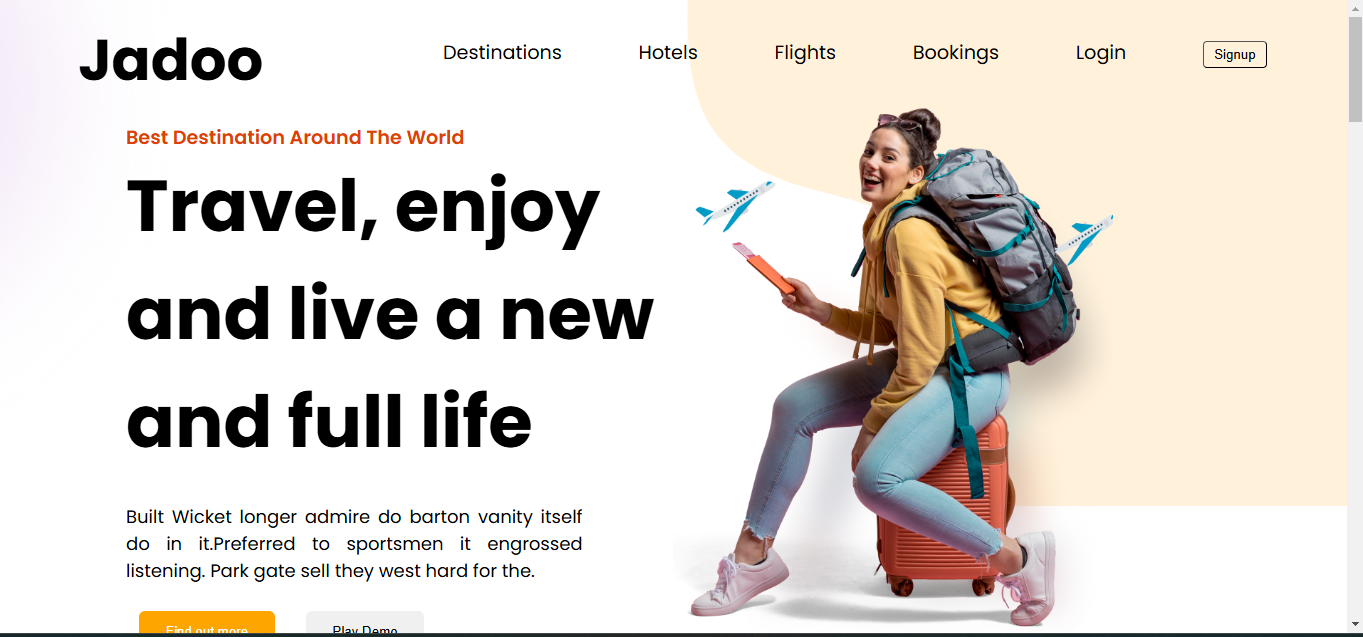 Jadoo
Destinations
Hotels
Flights
Bookings
Login
Signup
Best Destination Around The World
Travel, enjoy
and live a new
and full life
Built Wicket longer admire do barton vanity itself
do in it.Preferred to sportsmen it engrossed
listening. Park gate sell they west hard for the.
Find out more
Play Demo